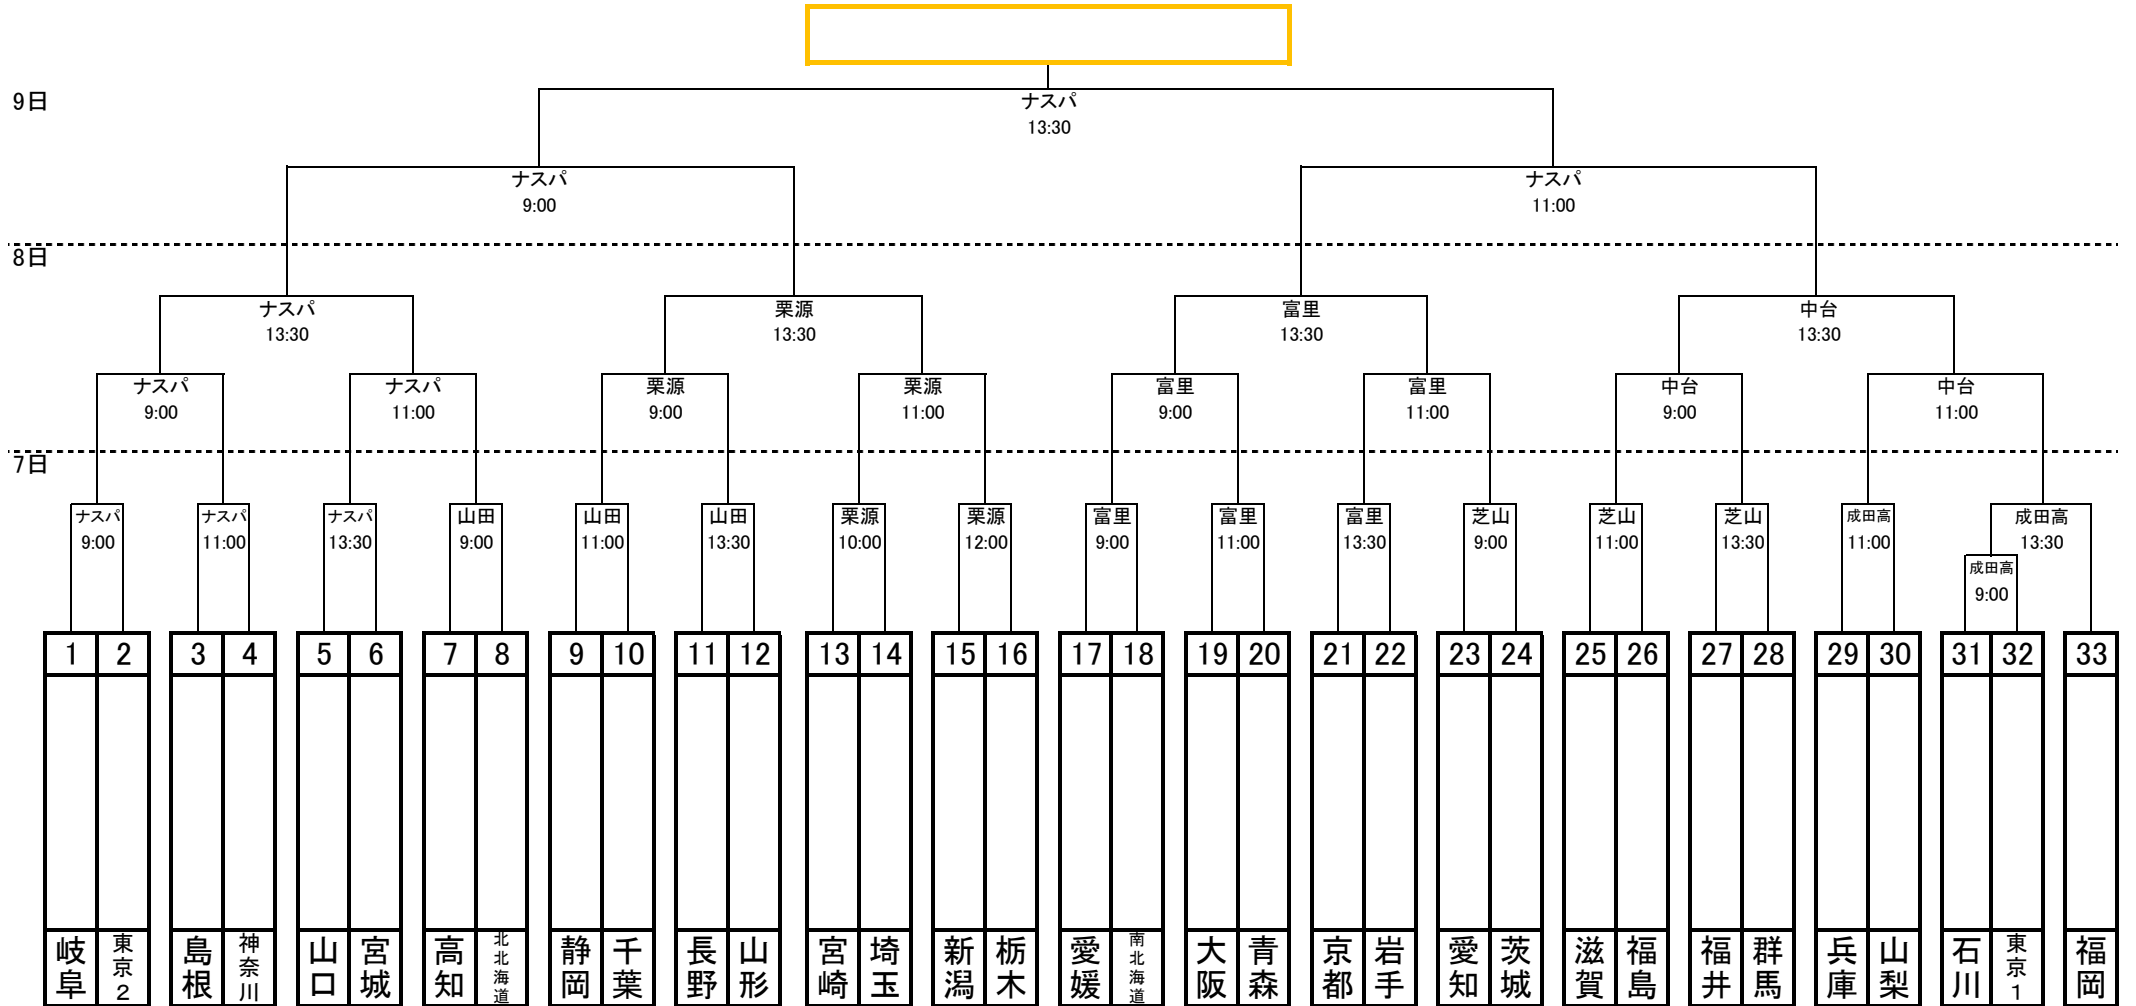 9日
ナスパ
13:30
ナスパ
9:00
ナスパ
11:00
8日
ナスパ
13:30
栗源
13:30
富里
13:30
中台
13:30
ナスパ
9:00
ナスパ
11:00
栗源
9:00
栗源
11:00
富里
9:00
富里
11:00
中台
9:00
中台
11:00
7日
ナスパ
9:00
ナスパ
11:00
ナスパ
13:30
山田
9:00
山田
11:00
山田
13:30
栗源
10:00
栗源
12:00
富里
9:00
富里
11:00
富里
13:30
芝山
9:00
芝山
11:00
芝山
13:30
成田高
11:00
成田高
13:30
成田高
9:00
1 2 3 4 5 6 7 8 9 10 11 12 13 14 15 16 17 18 19 20 21 22 23 24 25 26 27 28 29 30 31 32 33
岐阜
東京2
島根
神奈川
山口
宮城
高知
北北海道
静岡
千葉
長野
山形
宮崎
埼玉
新潟
栃木
愛媛
南北海道
大阪
青森
京都
岩手
愛知
茨城
滋賀
福島
福井
群馬
兵庫
山梨
石川
東京1
福岡